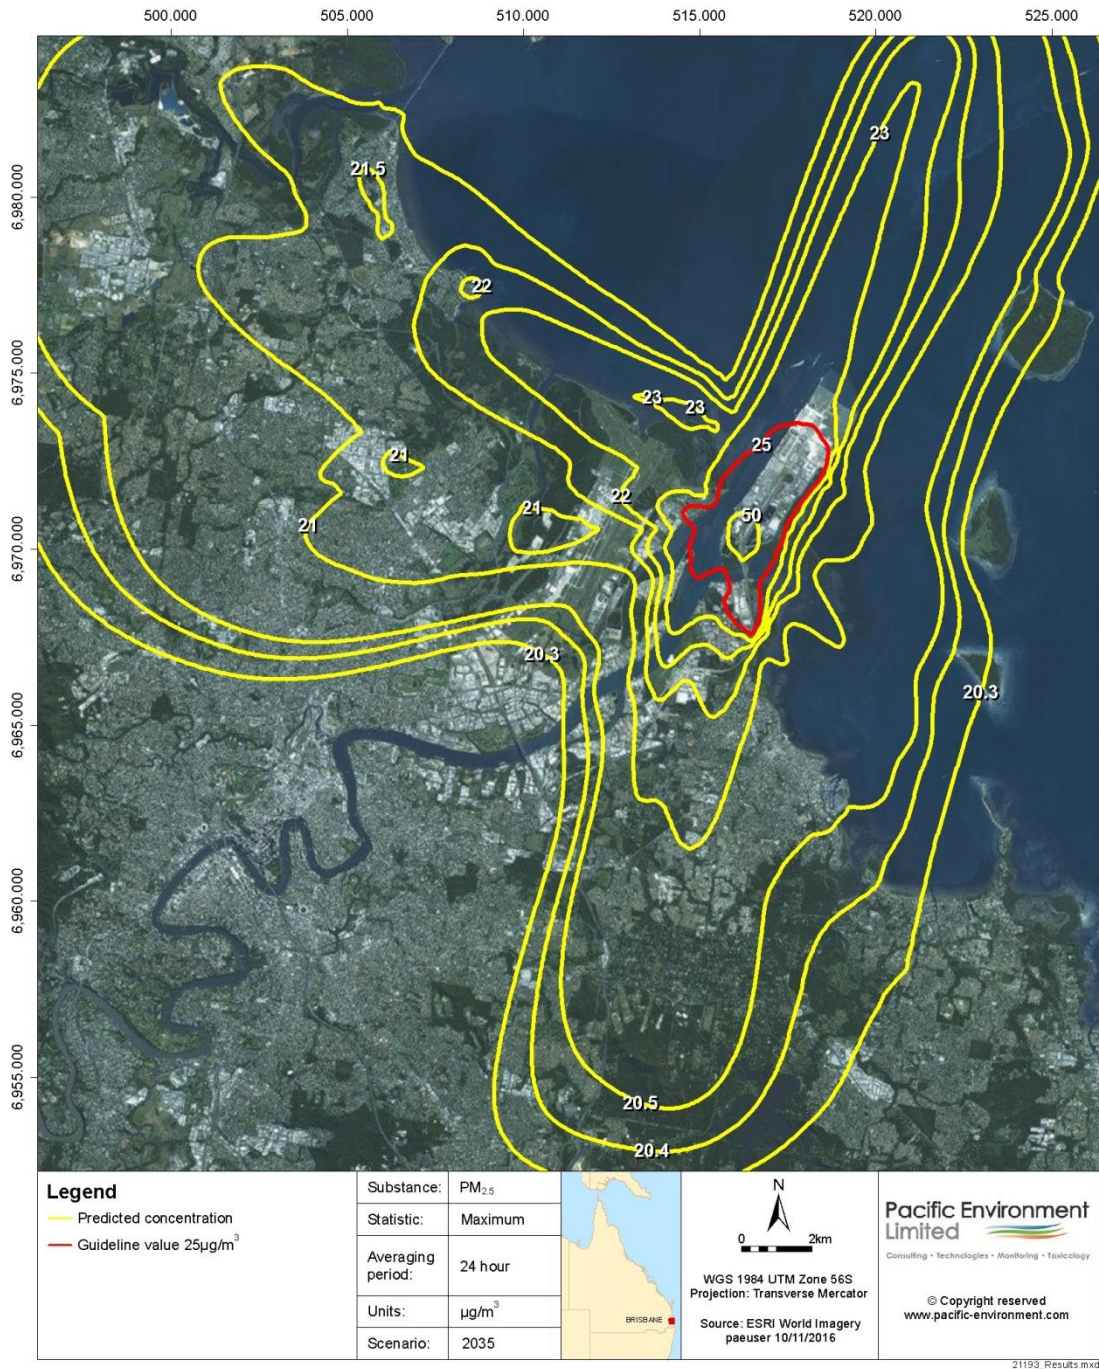 500.000 505.000 510.000 515.000 520.000 525.000
6,980.000
6,975.000
6,970.000
6,965.000
6,960.000
6,955.000
23
21.5
22
23 23
25
21
22
21
50
21
20.3
20.3
20.5
20.4
Legend
Predicted concentration
Guideline value 25µg/m³
Substance: PM₂.₅
Statistic: Maximum
Averaging
period: 24 hour
Units: µg/m³
Scenario: 2035
BRISBANE
N
0 2km
WGS 1984 UTM Zone 56S
Projection: Transverse Mercator
Source: ESRI World Imagery
paeuser 10/11/2016
Pacific Environment
Limited
Consulting • Technologies • Monitoring • Toxicology
© Copyright reserved
www.pacific-environment.com
21193_Results.mxd